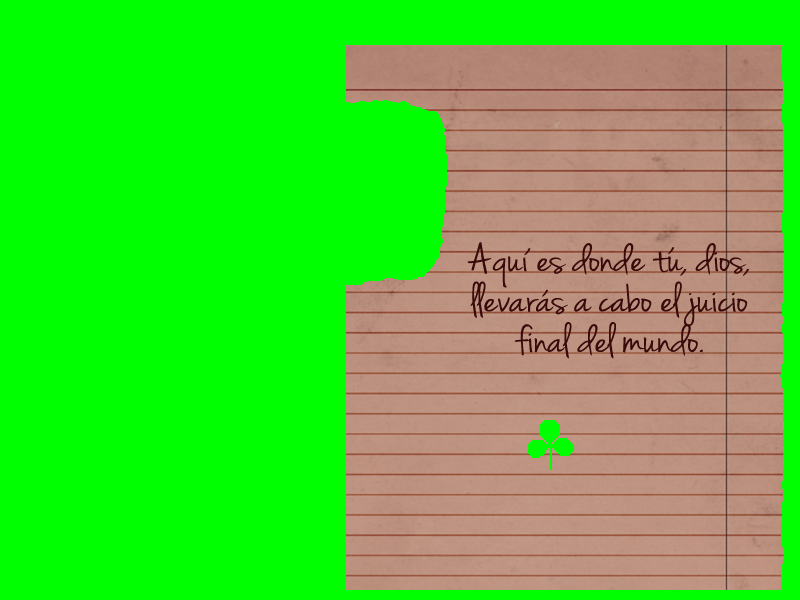 Aquí es donde tú, dios,
llevarás a cabo el juicio
final del mundo.